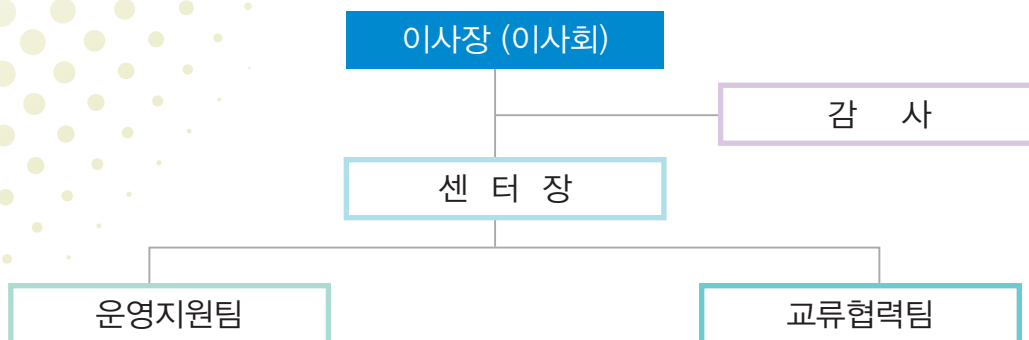 이사장 (이사회)
감 사
센 터 장
운영지원팀
교류협력팀